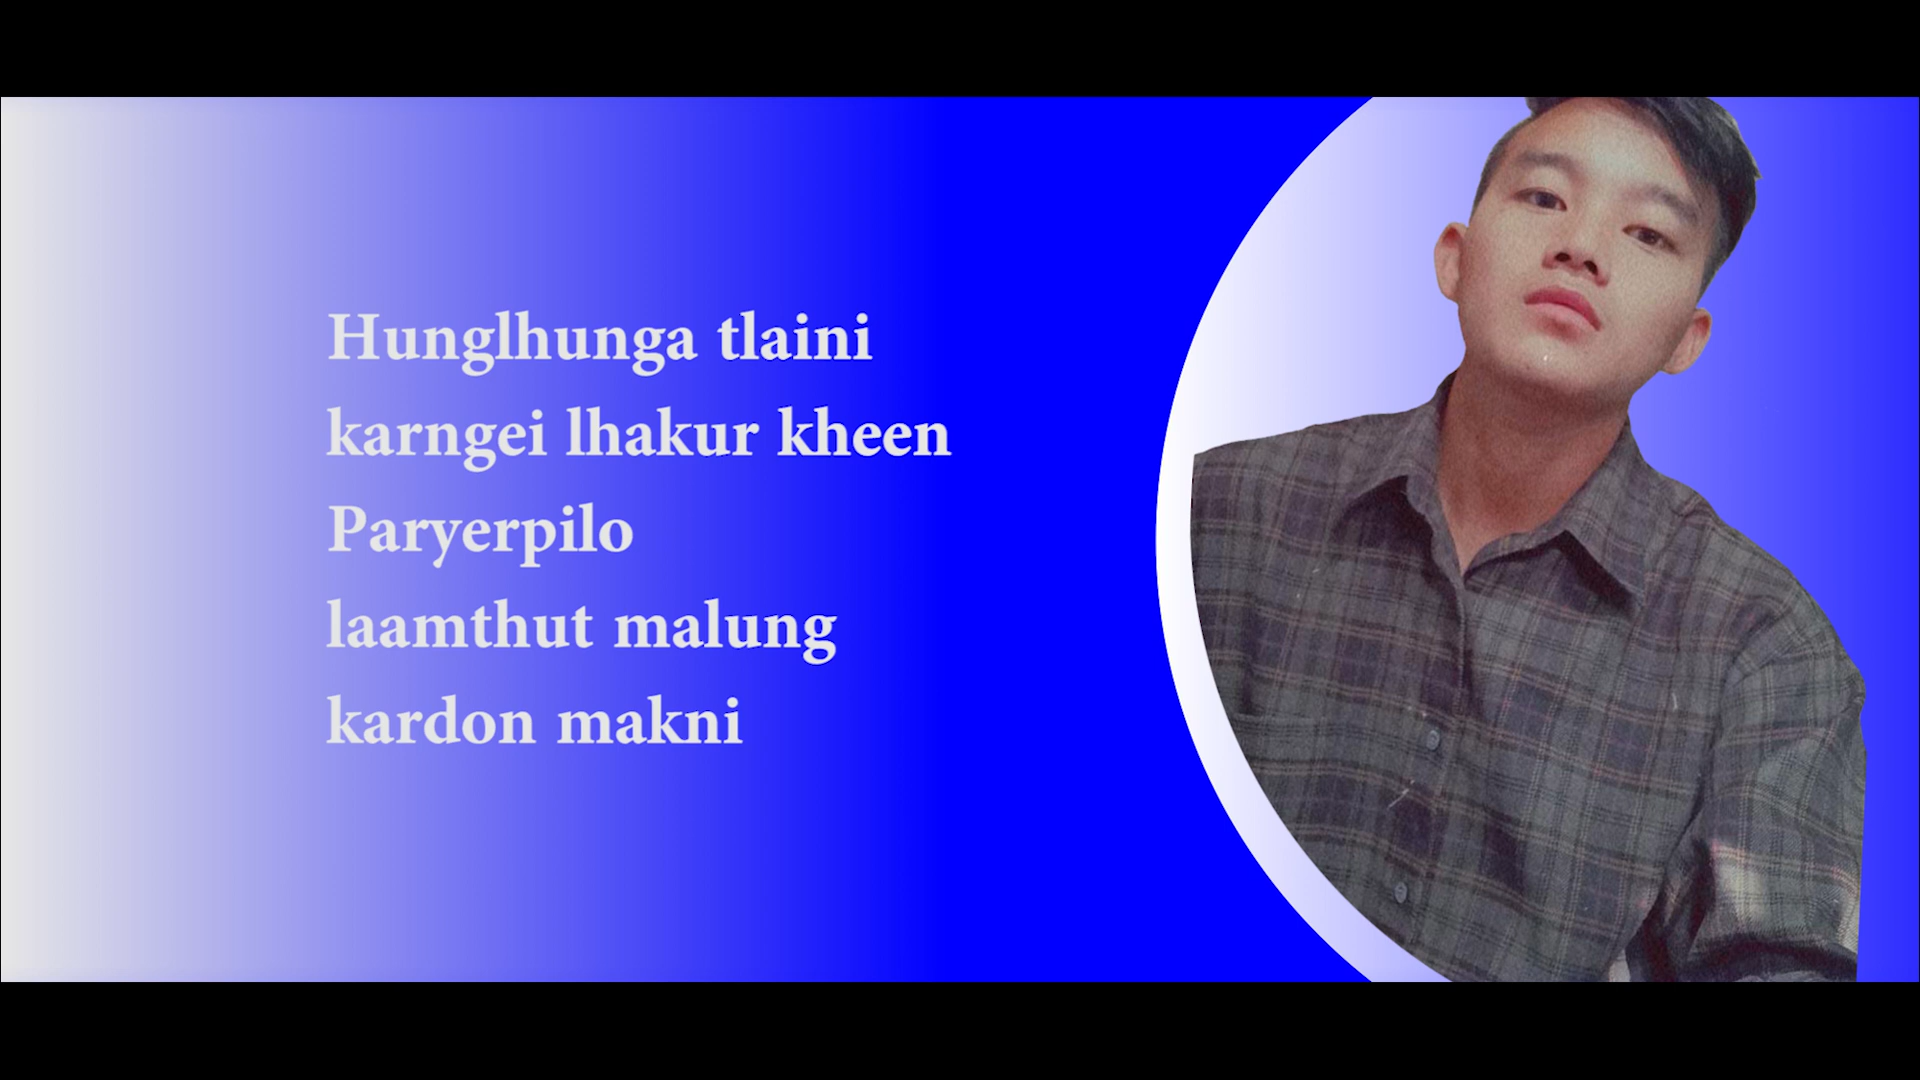 Hunglhunga tlaini
karngei lhakur kheen
Paryerpilo
laamthut malung
kardon makni